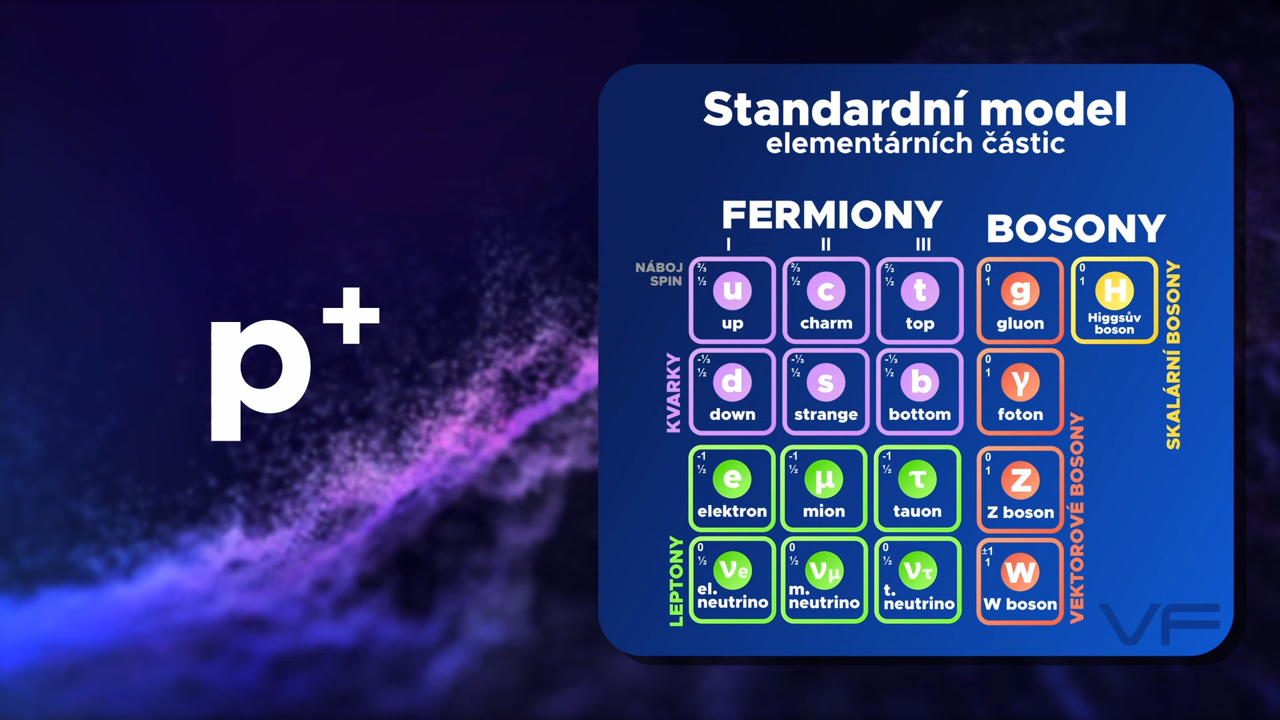 p⁺
Standardní model
elementárních částic
FERMIONY
I II III
BOSONY
NÁBOJ
SPIN
⅔
½
u
up
⅔
½
c
charm
⅔
½
t
top
0
1
g
gluon
0
1
H
Higgsův
boson
KVARKY
-⅓
½
d
down
-⅓
½
s
strange
-⅓
½
b
bottom
0
1
γ
foton
SKALÁRNÍ BOSONY
LEPTONY
-1
½
e
elektron
-1
½
μ
mion
-1
½
τ
tauon
0
1
Z
Z boson
0
½
νe
el.
neutrino
0
½
νμ
m.
neutrino
0
½
ντ
t.
neutrino
±1
1
W
W boson
VEKTOROVÉ BOSONY
VF